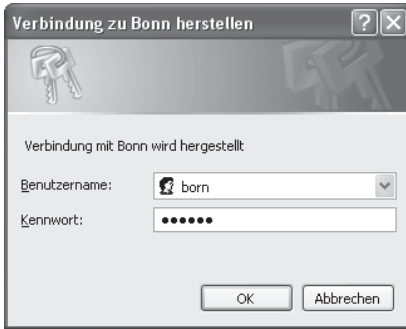 Verbindung zu Bonn herstellen
Verbindung mit Bonn wird hergestellt
Benutzername: born
Kennwort: ●●●●●●
OK Abbrechen